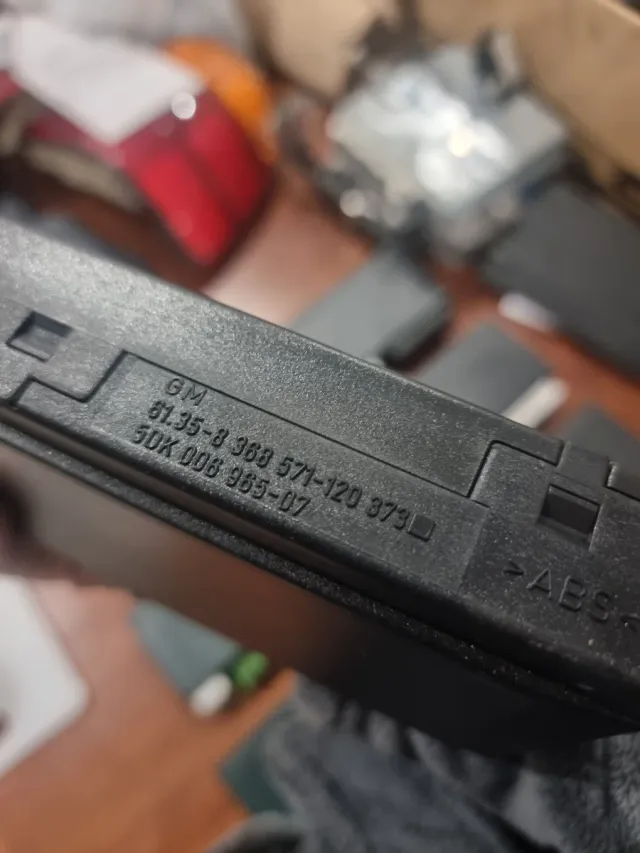 GM
61.35-8 368 571-120 873
5DK 006 965-07
>ABS<